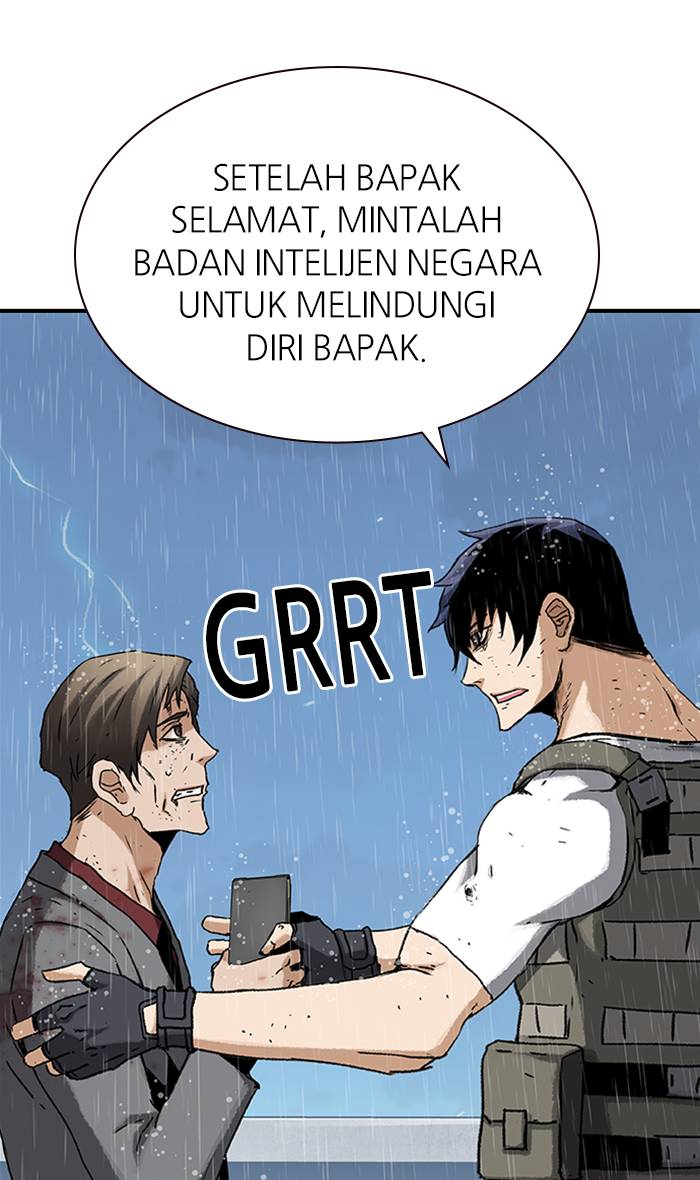 SETELAH BAPAK
SELAMAT, MINTALAH
BADAN INTELIJEN NEGARA
UNTUK MELINDUNGI
DIRI BAPAK.
GRRT